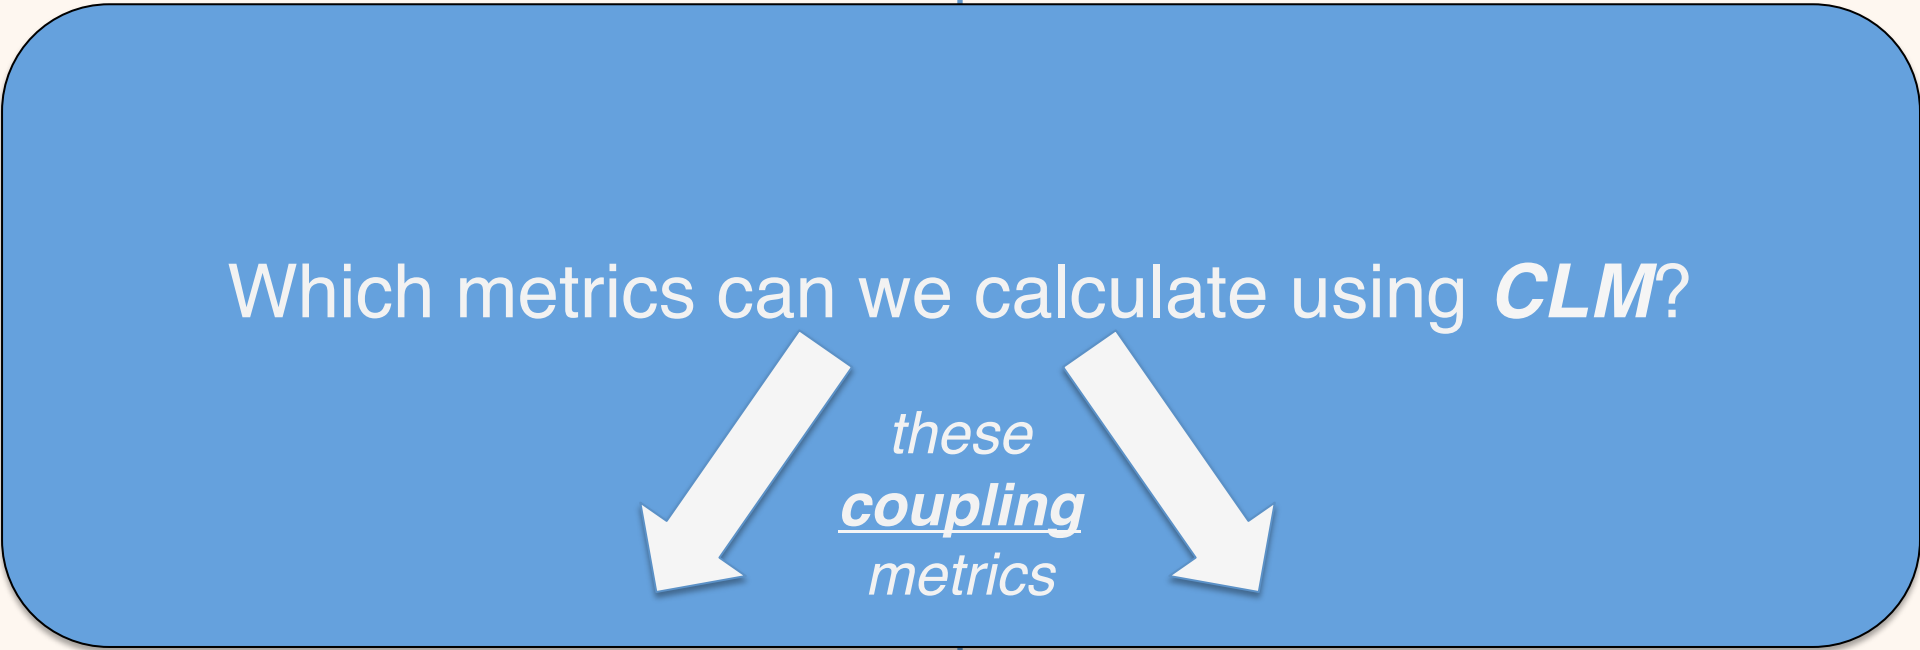 Which metrics can we calculate using CLM?
these
coupling
metrics